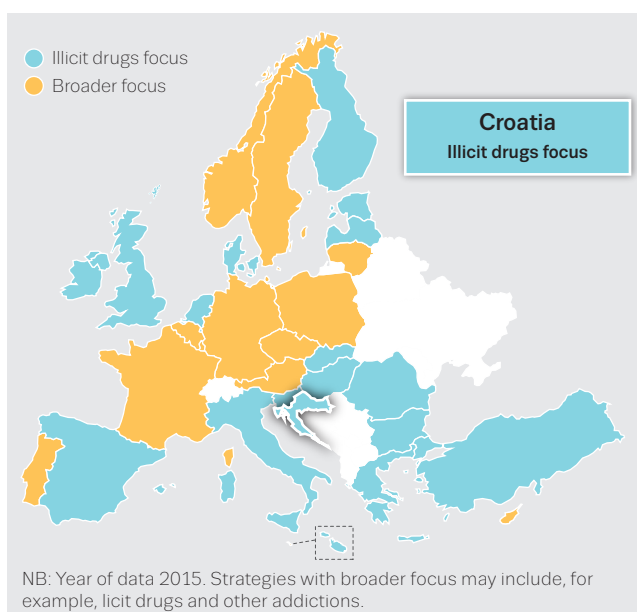 Illicit drugs focus
Broader focus
Croatia
Illicit drugs focus
NB: Year of data 2015. Strategies with broader focus may include, for
example, licit drugs and other addictions.